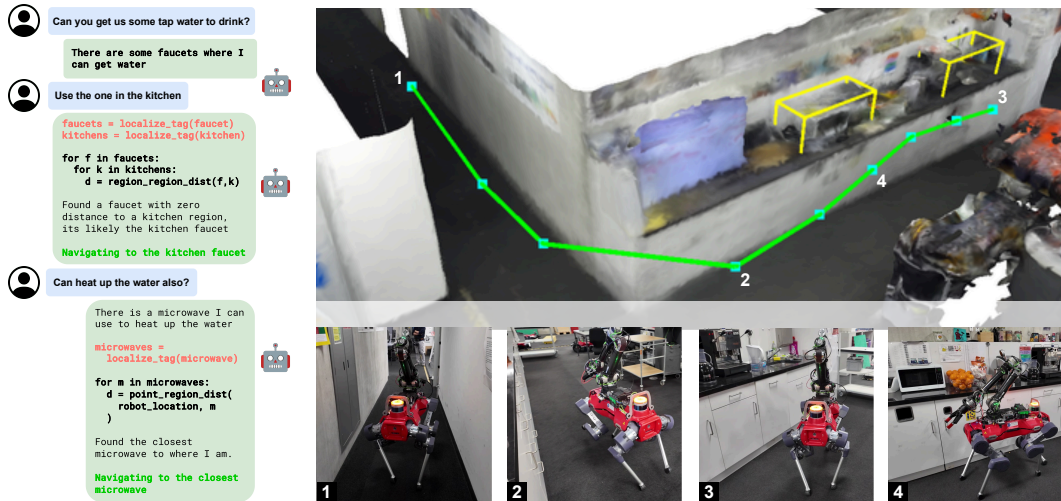 Can you get us some tap water to drink?
There are some faucets where I
can get water
Use the one in the kitchen
faucets = localize_tag(faucet)
kitchens = localize_tag(kitchen)
for f in faucets:
for k in kitchens:
d = region_region_dist(f,k)
Found a faucet with zero
distance to a kitchen region,
its likely the kitchen faucet
Navigating to the kitchen faucet
Can heat up the water also?
There is a microwave I can
use to heat up the water
microwaves =
localize_tag(microwave)
for m in microwaves:
d = point_region_dist(
robot_location, m
)
Found the closest
microwave to where I am.
Navigating to the closest
microwave
1
2
3
4
1
2
3
4